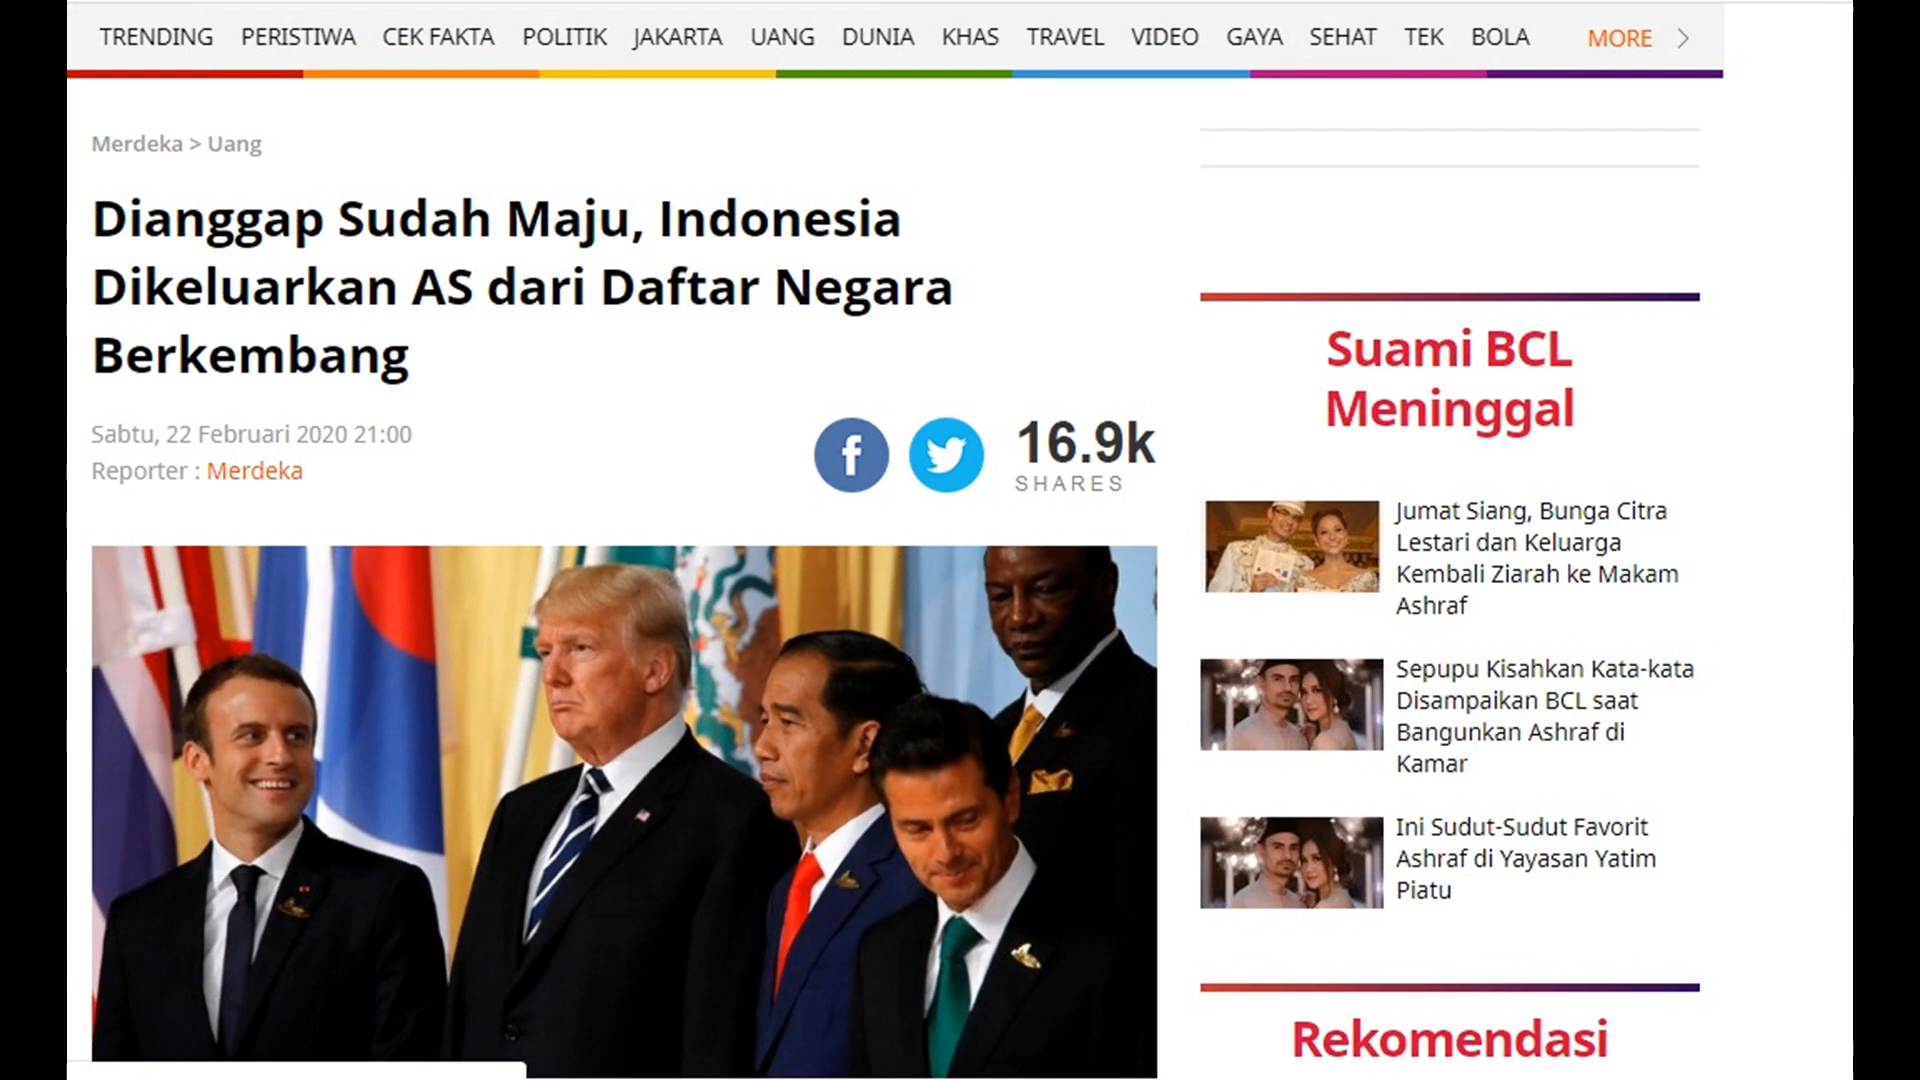 TRENDING PERISTIWA CEK FAKTA POLITIK JAKARTA UANG DUNIA KHAS TRAVEL VIDEO GAYA SEHAT TEK BOLA MORE
Merdeka > Uang
Dianggap Sudah Maju, Indonesia
Dikeluarkan AS dari Daftar Negara
Berkembang
Sabtu, 22 Februari 2020 21:00
Reporter : Merdeka
16.9k
SHARES
Suami BCL
Meninggal
Jumat Siang, Bunga Citra
Lestari dan Keluarga
Kembali Ziarah ke Makam
Ashraf
Sepupu Kisahkan Kata-kata
Disampaikan BCL saat
Bangunkan Ashraf di
Kamar
Ini Sudut-Sudut Favorit
Ashraf di Yayasan Yatim
Piatu
Rekomendasi